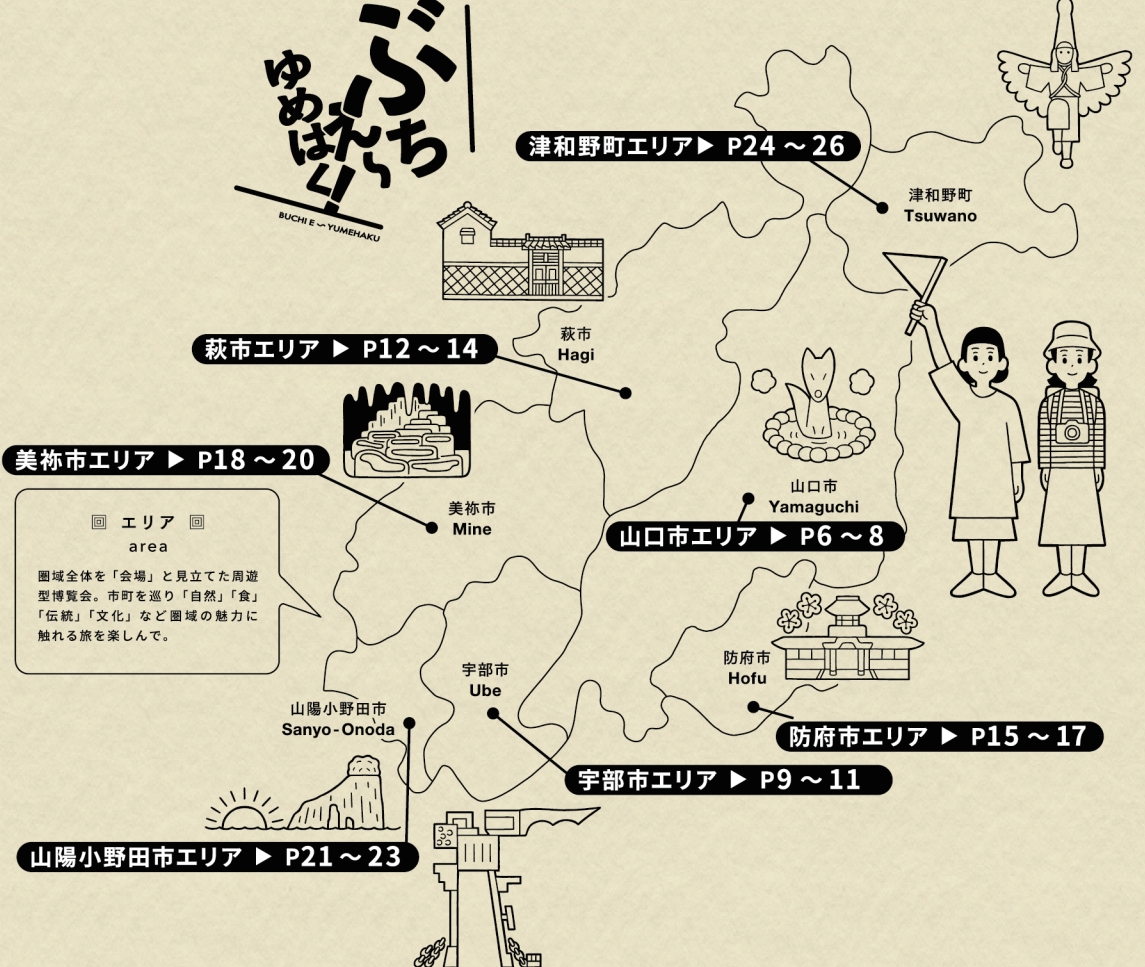 ぶち
えぇ〜
ゆめはく!
BUCHI E 〜 YUMEHAKU
津和野町エリア▶ P24 〜 26
津和野町
Tsuwano
萩市
Hagi
萩市エリア ▶ P12 〜 14
美祢市エリア ▶ P18 〜 20
美祢市
Mine
山口市
Yamaguchi
山口市エリア ▶ P6 〜 8
エリア
area
圏域全体を「会場」と見立てた周遊
型博覧会。市町を巡り「自然」「食」
「伝統」「文化」など圏域の魅力に
触れる旅を楽しんで。
防府市
Hofu
宇部市
Ube
山陽小野田市
Sanyo-Onoda
防府市エリア ▶ P15 〜 17
宇部市エリア ▶ P9 〜 11
山陽小野田市エリア ▶ P21 〜 23